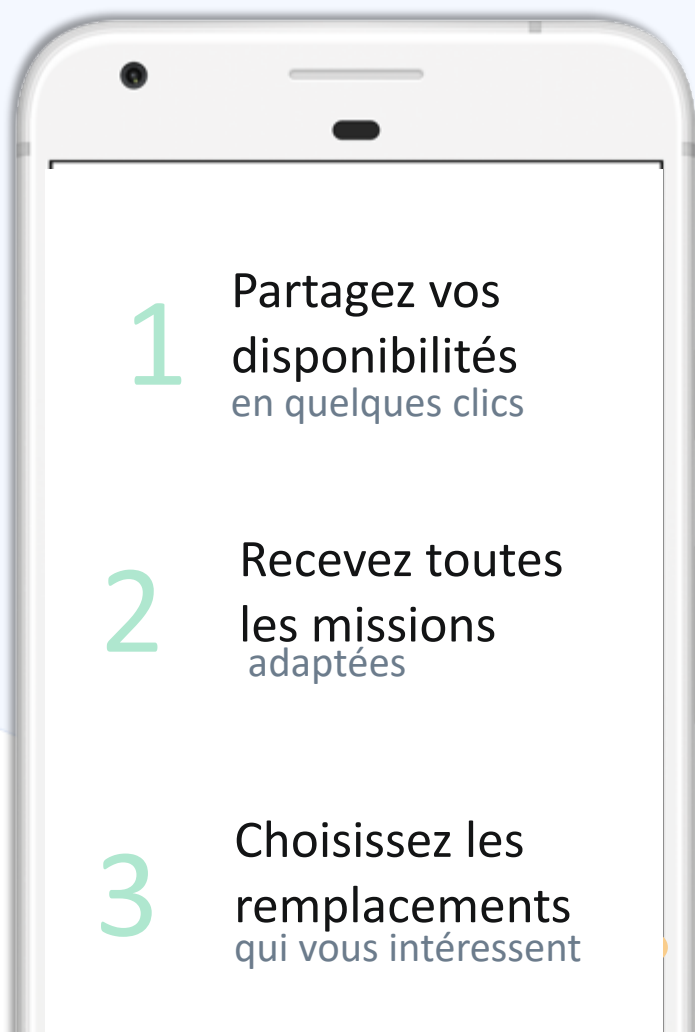 1
Partagez vos
disponibilités
en quelques clics
2
Recevez toutes
les missions
adaptées
3
Choisissez les
remplacements
qui vous intéressent